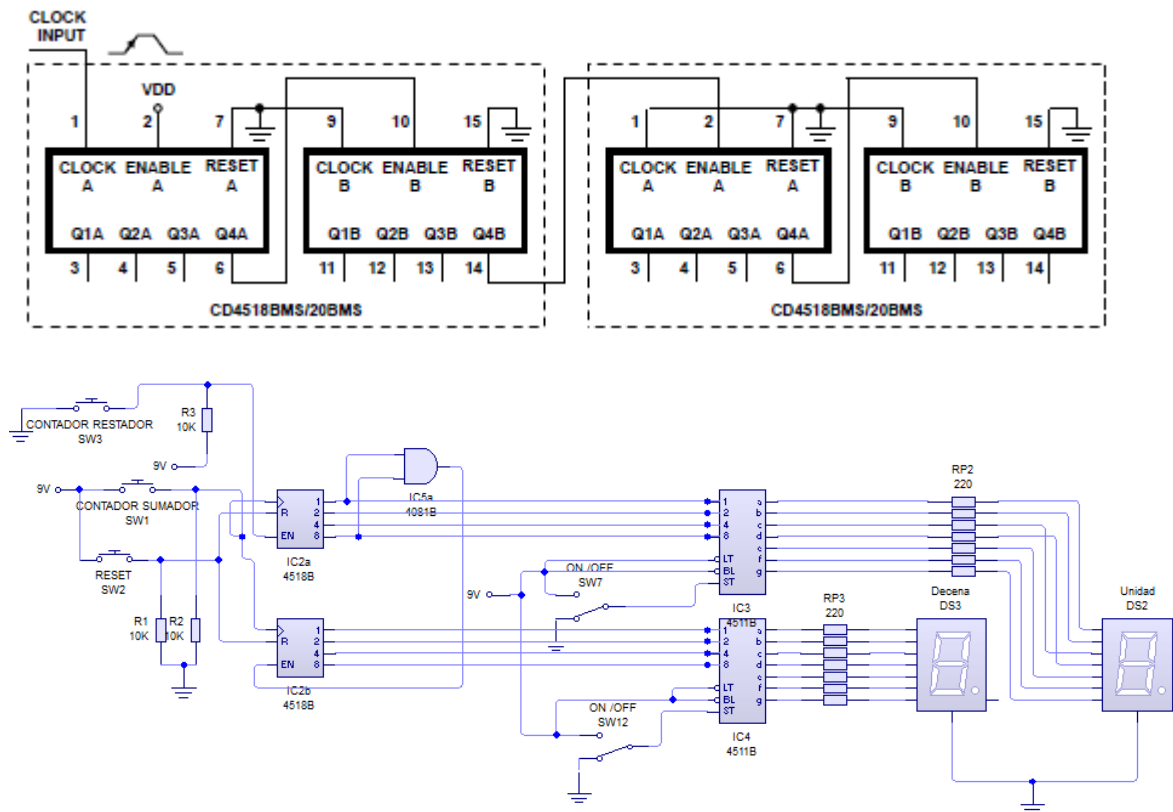 CLOCK
INPUT
VDD
1 2 7 9 10 15 1 2 7 9 10 15
CLOCK ENABLE RESET CLOCK ENABLE RESET CLOCK ENABLE RESET CLOCK ENABLE RESET
A A A B B B A A A B B B
Q1A Q2A Q3A Q4A Q1B Q2B Q3B Q4B Q1A Q2A Q3A Q4A Q1B Q2B Q3B Q4B
3 4 5 6 11 12 13 14 3 4 5 6 11 12 13 14
CD4518BMS/20BMS CD4518BMS/20BMS
CONTADOR RESTADOR
SW3
R3
10K
9V
9V
CONTADOR SUMADOR
SW1
RESET
SW2
R1
10K
R2
10K
R
EN
1
2
4
8
IC2a
4518B
IC5a
4081B
R
EN
1
2
4
8
IC2b
4518B
9V
ON /OFF
SW7
1
2
4
8
LT
BL
ST
a
b
c
d
e
f
g
IC3
4511B
RP2
220
ON /OFF
SW12
1
2
4
8
LT
BL
ST
a
b
c
d
e
f
g
IC4
4511B
RP3
220
Decena
DS3
Unidad
DS2